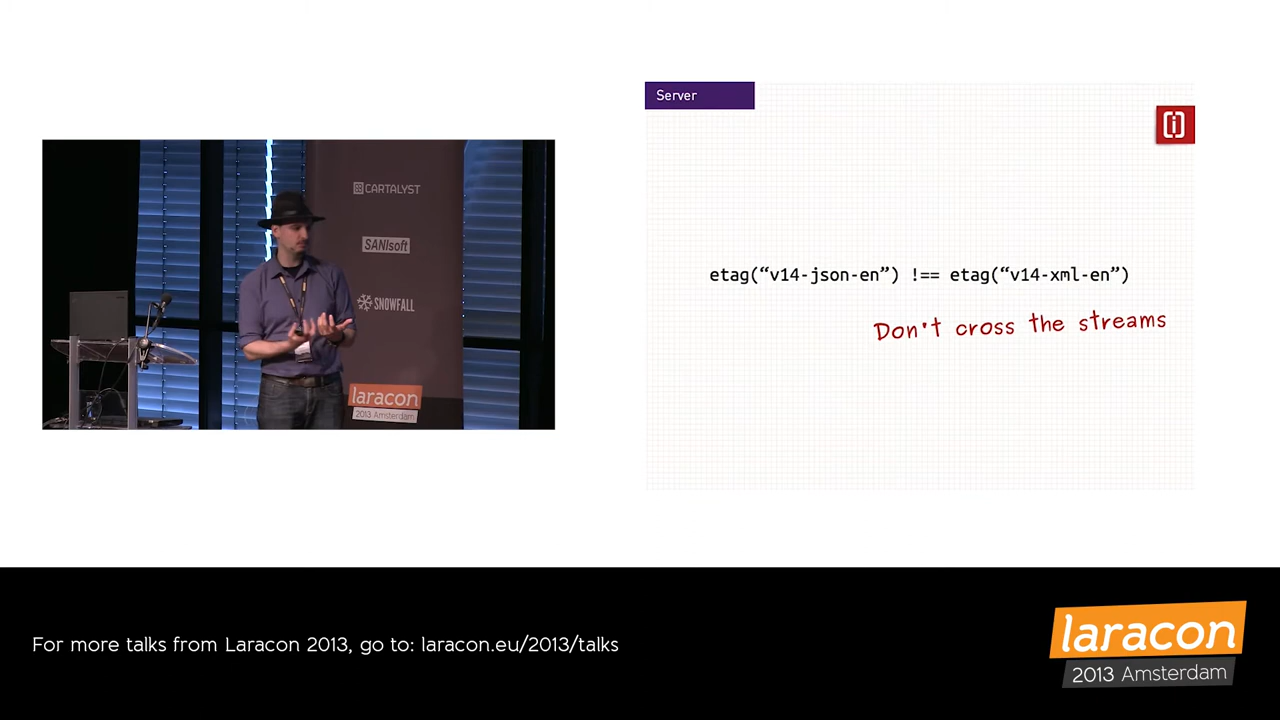 Server
[i]
etag(“v14-json-en”) !== etag(“v14-xml-en”)
Don't cross the streams
CARTALYST
SANIsoft
SNOWFALL
laracon
2013 Amsterdam
For more talks from Laracon 2013, go to: laracon.eu/2013/talks
laracon
2013 Amsterdam